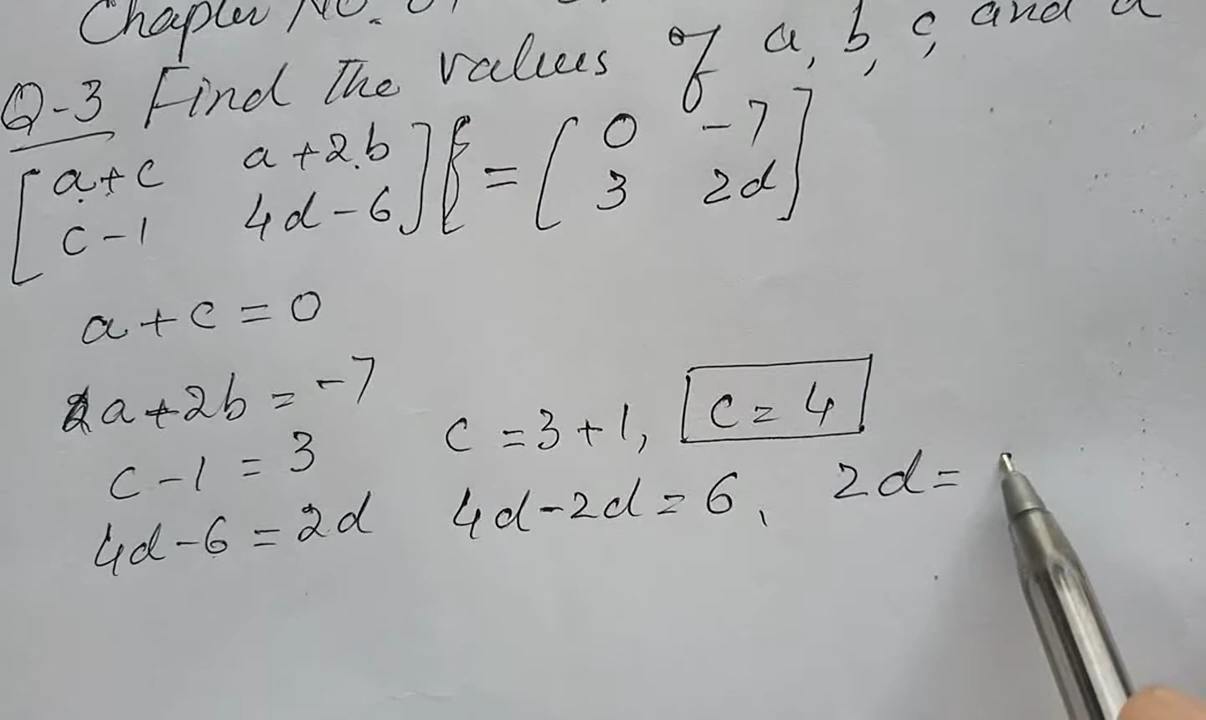 Chapter No.
Q-3 Find The values of a, b, c, and d
[a+c a+2b] = [0 -7]
[c-1 4d-6] [3 2d]
a+c=0
a+2b=-7
c-1=3 c=3+1, c=4
4d-6=2d 4d-2d=6, 2d=